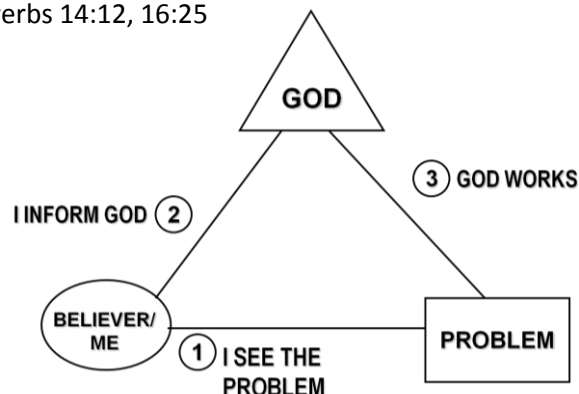 erbs 14:12, 16:25
GOD
3 GOD WORKS
I INFORM GOD 2
BELIEVER/
ME
1 I SEE THE
PROBLEM
PROBLEM